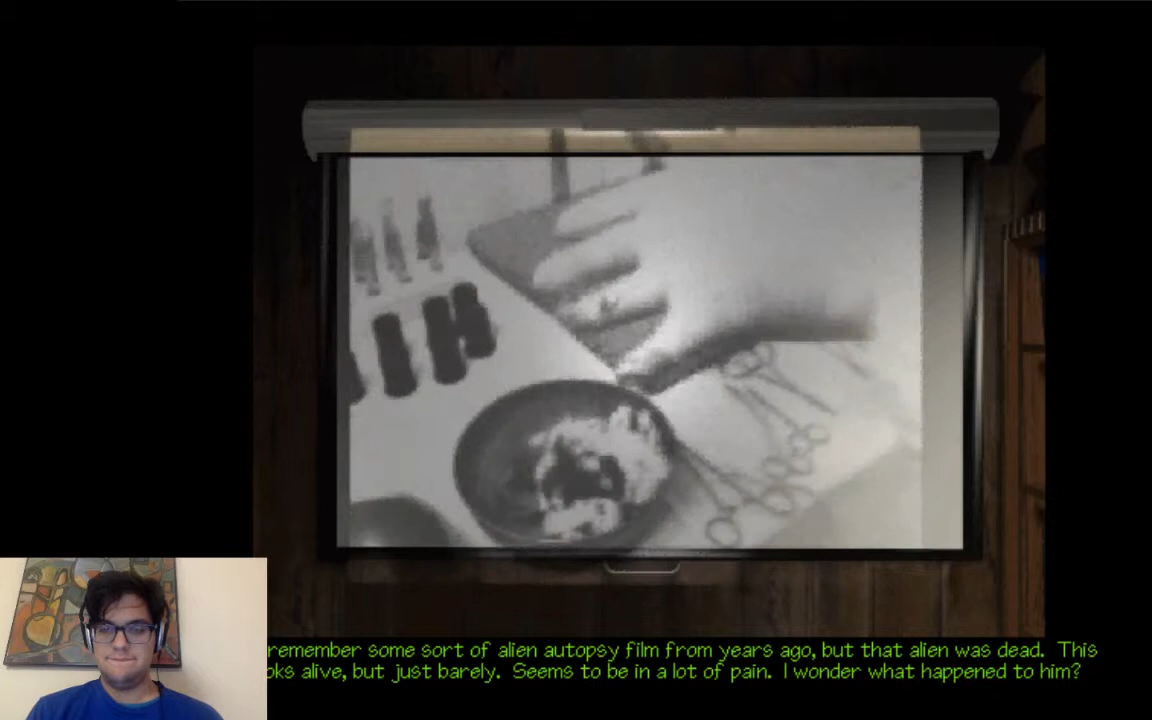 remember some sort of alien autopsy film from years ago, but that alien was dead. This
oks alive, but just barely. Seems to be in a lot of pain. I wonder what happened to him?